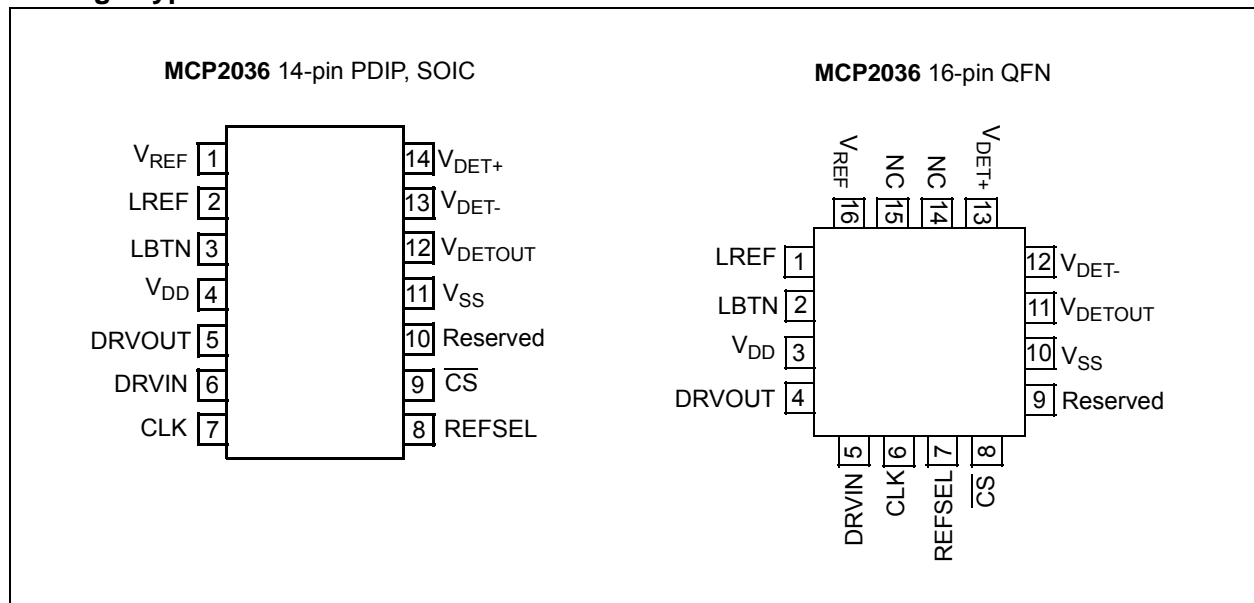 MCP2036 14-pin PDIP, SOIC
VREF 1
LREF 2
LBTN 3
VDD 4
DRVOUT 5
DRVIN 6
CLK 7
14 VDET+
13 VDET-
12 VDETOUT
11 VSS
10 Reserved
9 CS
8 REFSEL
MCP2036 16-pin QFN
VREF NC NC VDET+
16 15 14 13
LREF 1
LBTN 2
VDD 3
DRVOUT 4
12 VDET-
11 VDETOUT
10 VSS
9 Reserved
5 6 7 8
DRVIN CLK REFSEL CS